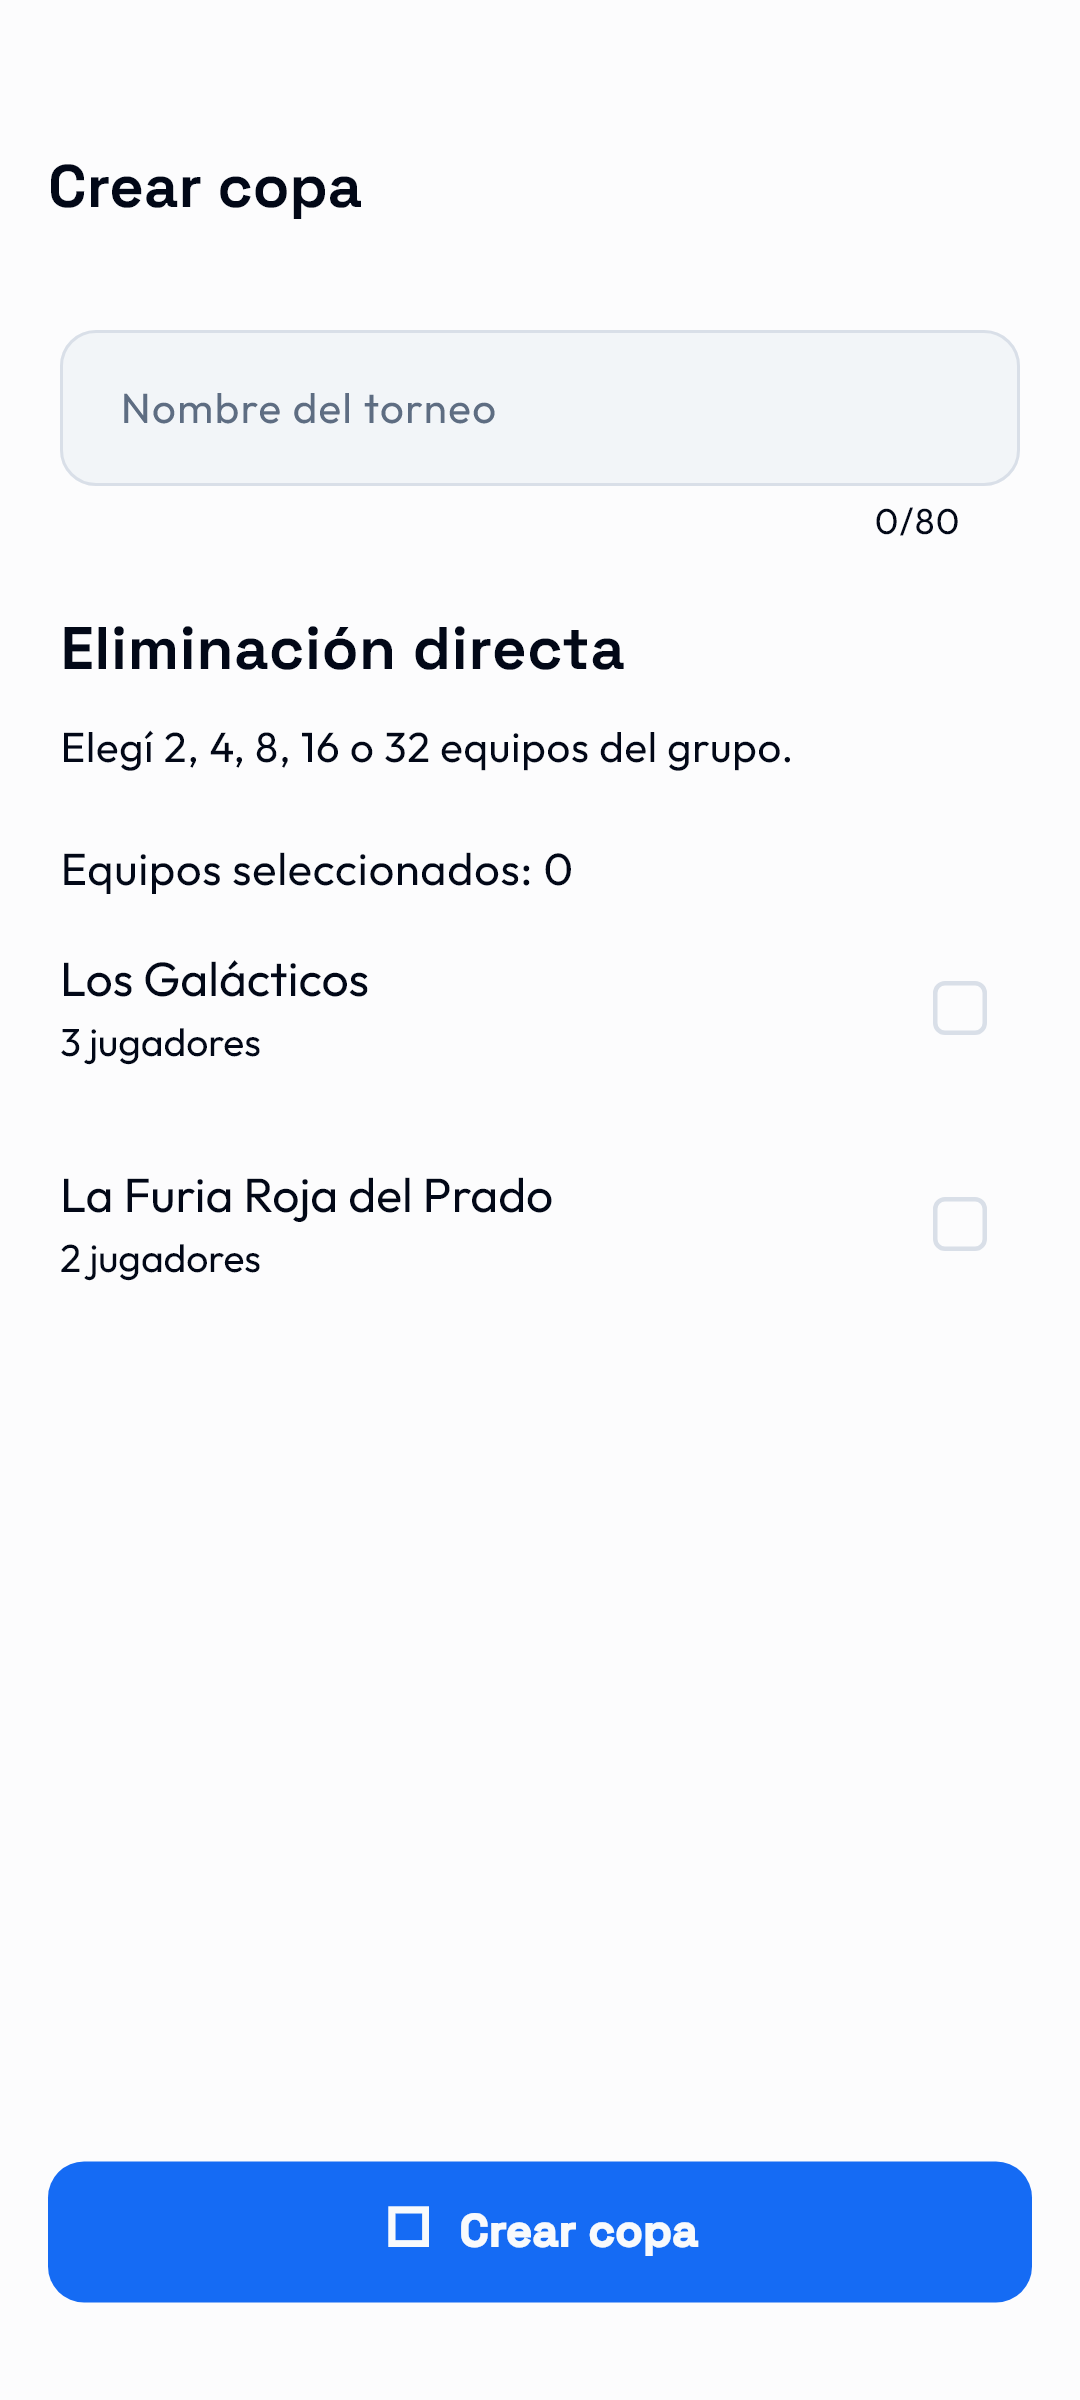 Crear copa
Nombre del torneo
0/80
Eliminación directa
Elegí 2, 4, 8, 16 o 32 equipos del grupo.
Equipos seleccionados: 0
Los Galácticos
3 jugadores
La Furia Roja del Prado
2 jugadores
Crear copa